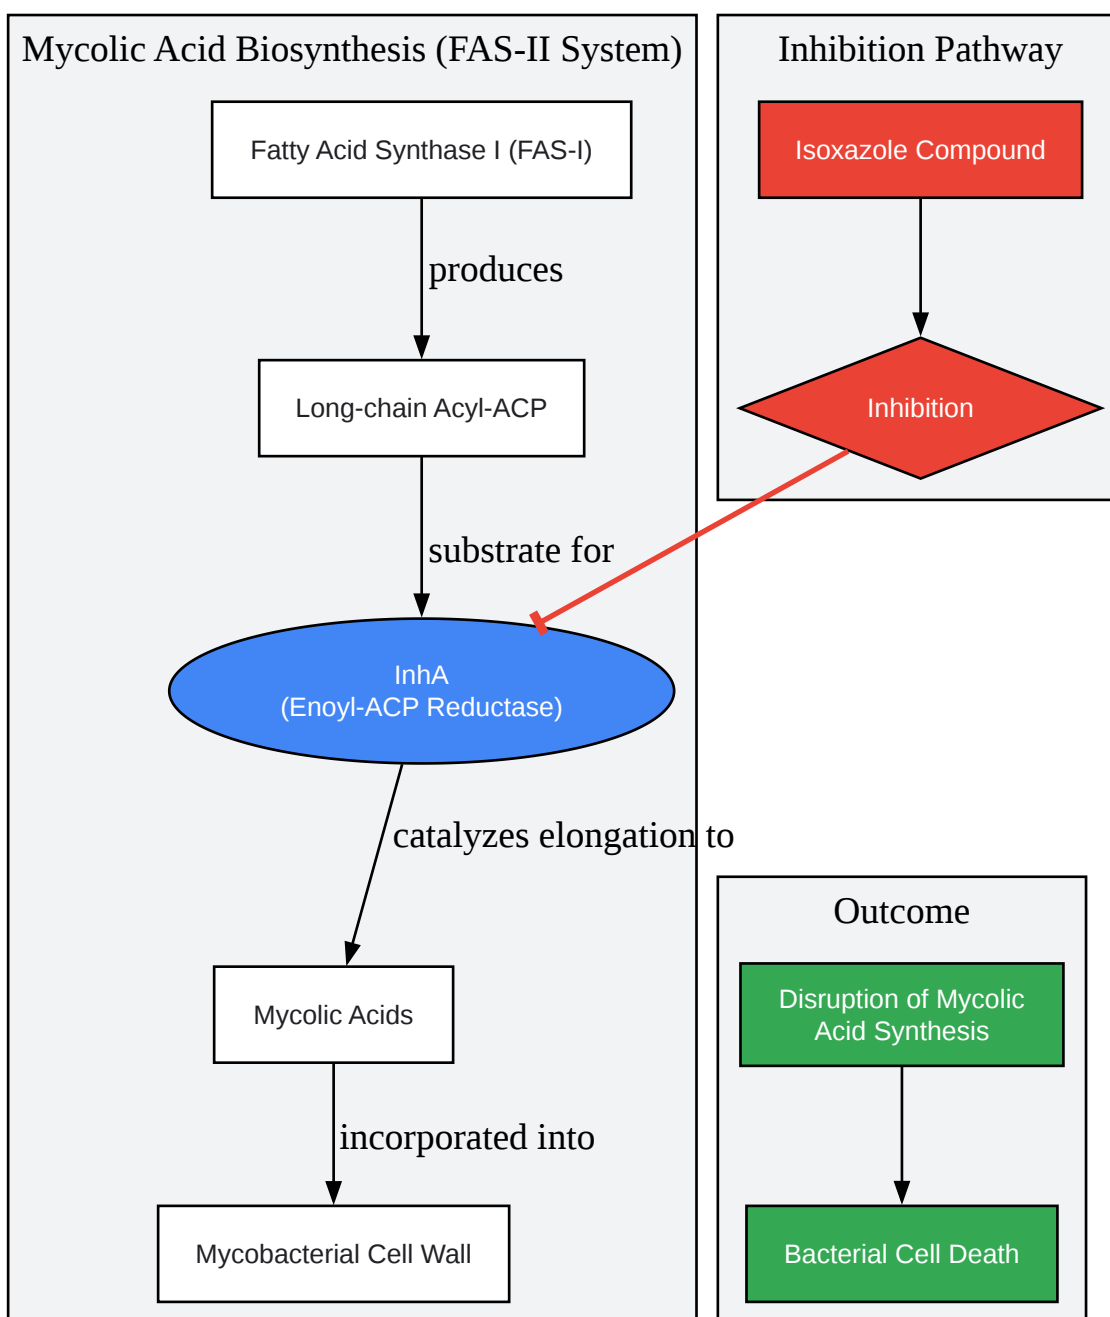 Mycolic Acid Biosynthesis (FAS-II System)
Fatty Acid Synthase I (FAS-I)
produces
Long-chain Acyl-ACP
substrate for
InhA
(Enoyl-ACP Reductase)
catalyzes elongation to
Mycolic Acids
incorporated into
Mycobacterial Cell Wall
Inhibition Pathway
Isoxazole Compound
Inhibition
Outcome
Disruption of Mycolic
Acid Synthesis
Bacterial Cell Death